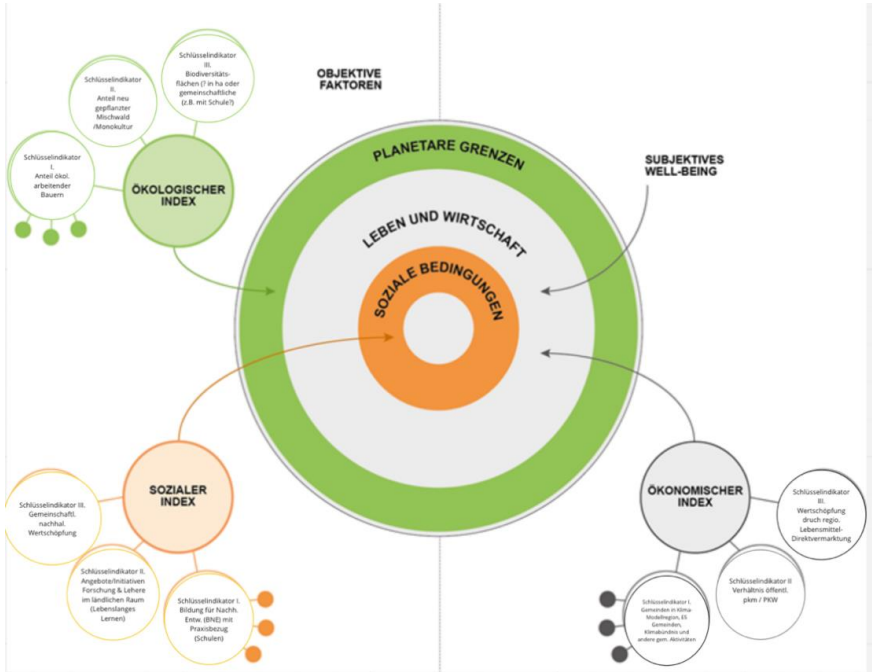 Schlüsselindikator
III.
Biodiversitäts-
flächen (? in ha oder
gemeinschaftliche
(z.B. mit Schule?)
Schlüsselindikator
II.
Anteil neu
gepflanzter
Mischwald
/Monokultur
Schlüsselindikator
I.
Anteil ökol.
arbeitender
Bauern
ÖKOLOGISCHER
INDEX
OBJEKTIVE
FAKTOREN
PLANETARE GRENZEN
LEBEN UND WIRTSCHAFT
SOZIALE BEDINGUNGEN
SUBJEKTIVES
WELL-BEING
SOZIALER
INDEX
Schlüsselindikator III.
Gemeinschaftl.
nachhal.
Wertschöpfung
Schlüsselindikator II.
Angebote/Initiativen
Forschung & Lehere
im ländlichen Raum
(Lebenslanges
Lernen)
Schlüsselindikator I.
Bildung für Nachh.
Entw. (BNE) mit
Praxisbezug
(Schulen)
ÖKONOMISCHER
INDEX
Schlüsselindikator
III.
Wertschöpfung
druch regio.
Lebensmittel-
Direktvermarktung
Schlüsselindikator II
Verhältnis öffentl.
pkm / PKW
Schlüsselindikator I.
Gemeinden in Klima
Modellregion, E5
Gemeinden,
Klimabündnis und
andere gem. Aktivitäten